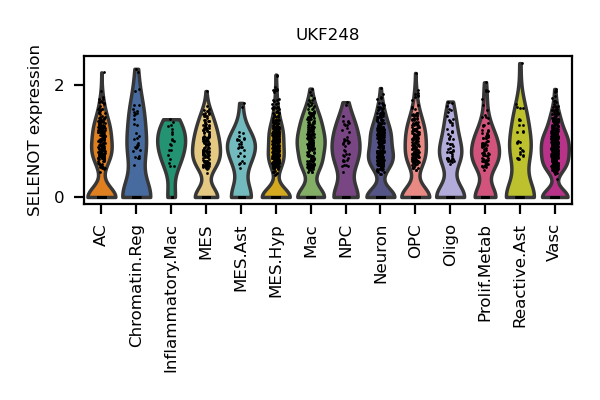 UKF248
SELENOT expression
2
0
AC
Chromatin.Reg
Inflammatory.Mac
MES
MES.Ast
MES.Hyp
Mac
NPC
Neuron
OPC
Oligo
Prolif.Metab
Reactive.Ast
Vasc